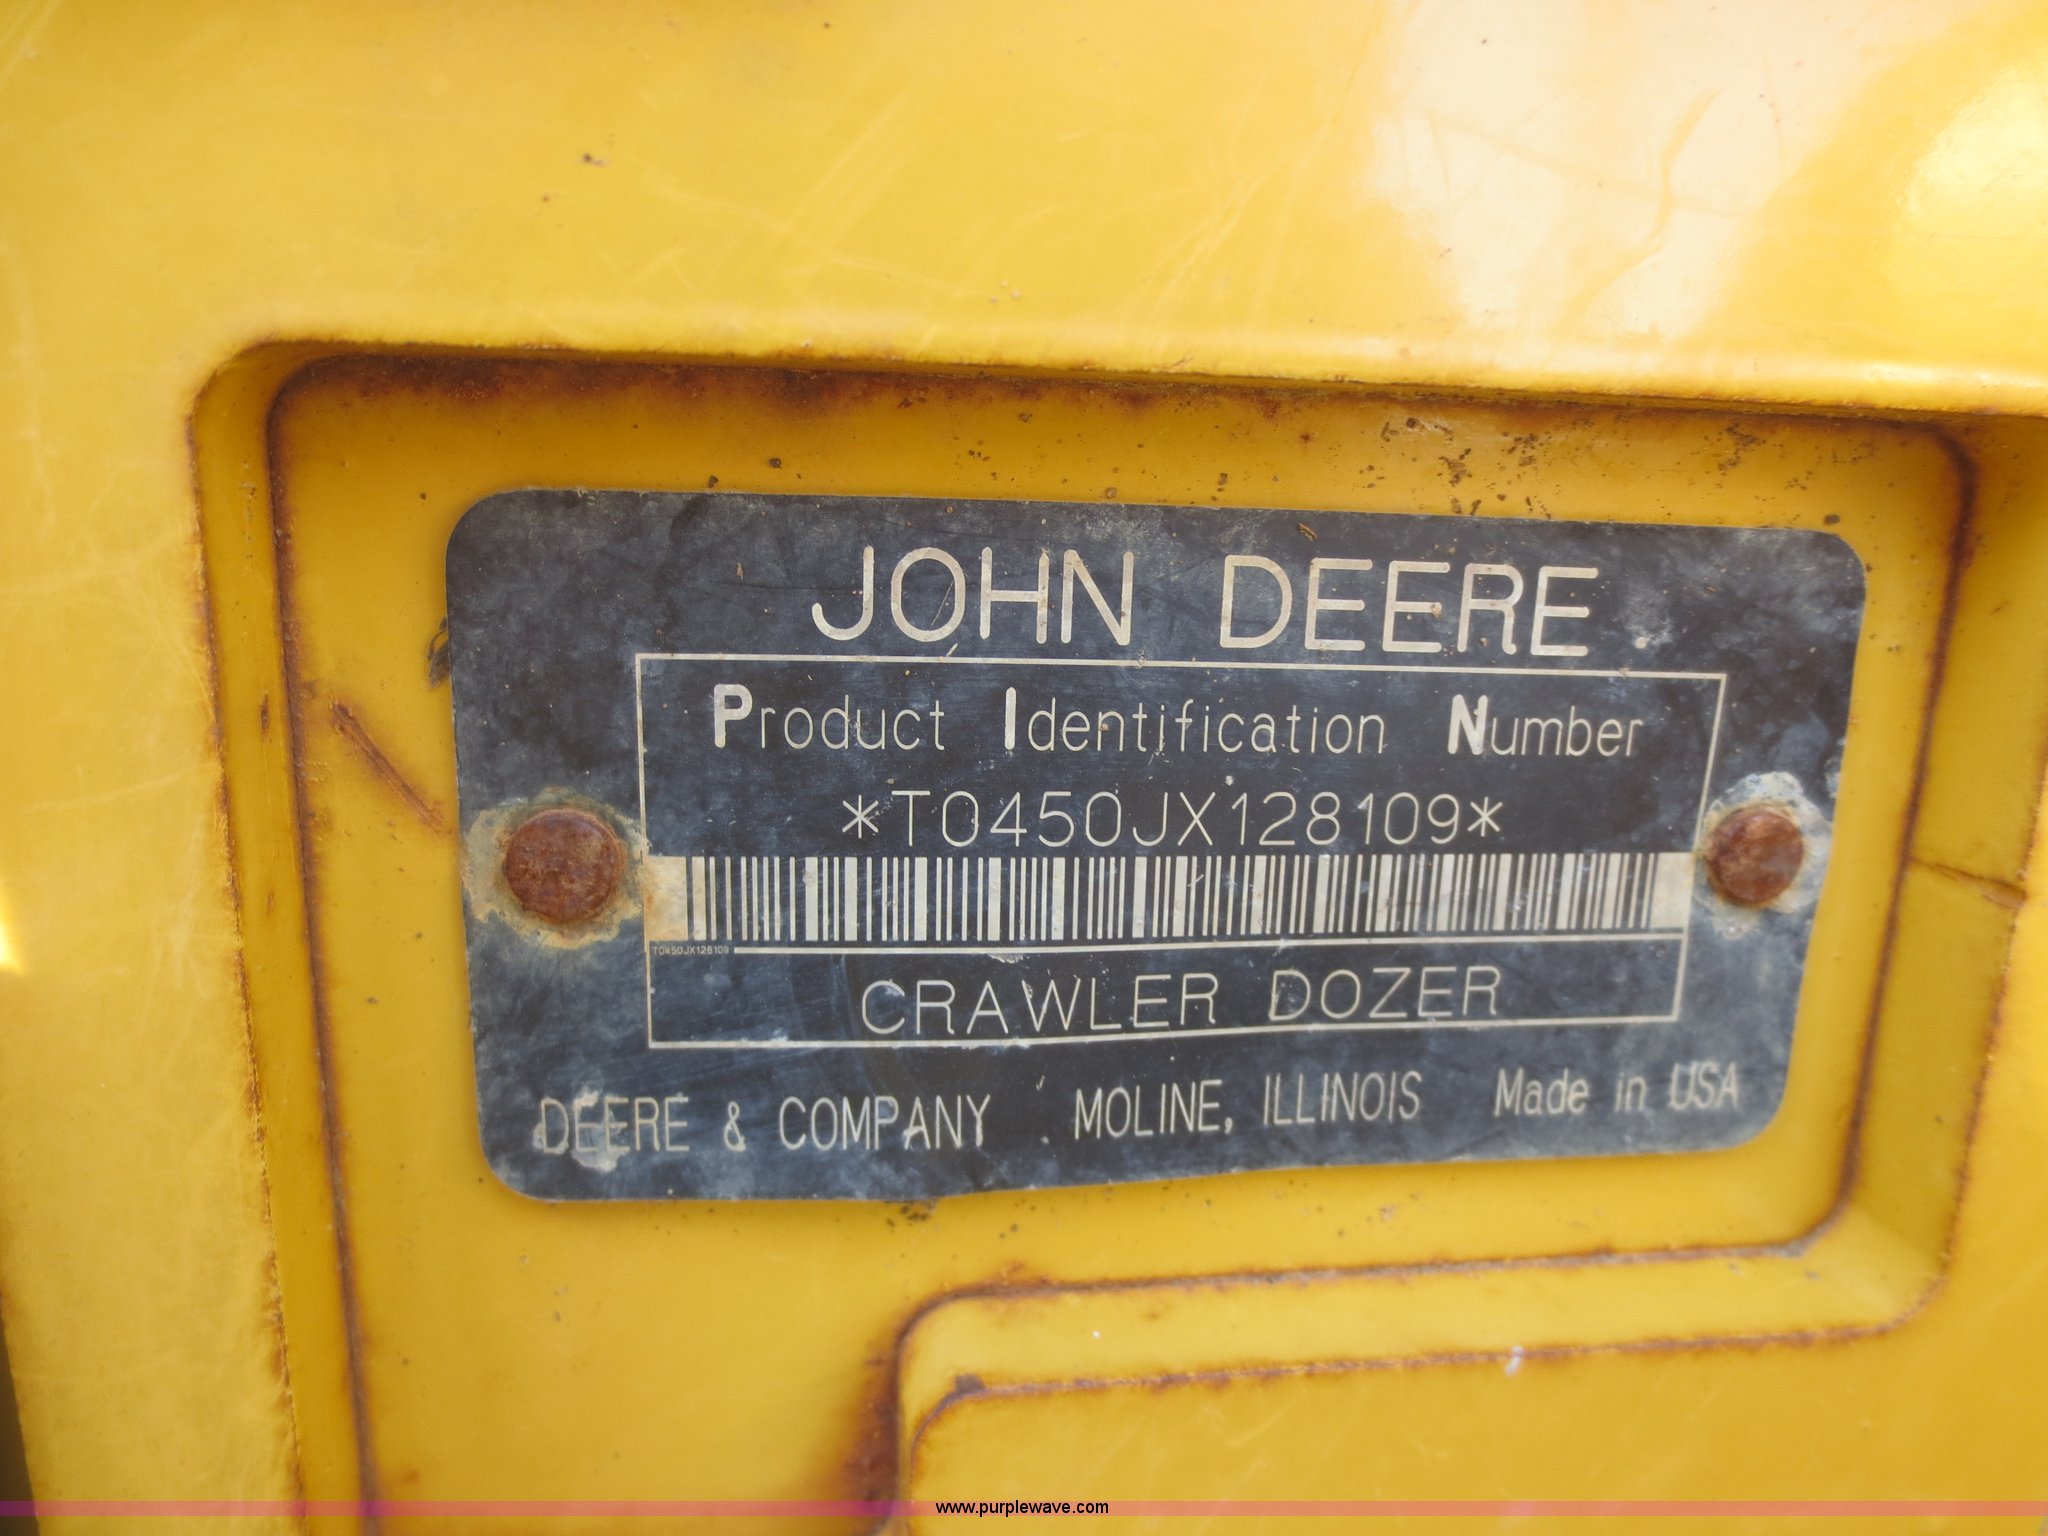 JOHN DEERE
Product Identification Number
*T0450JX128109*
T0450JX128109
CRAWLER DOZER
DEERE & COMPANY MOLINE, ILLINOIS Made in USA
www.purplewave.com